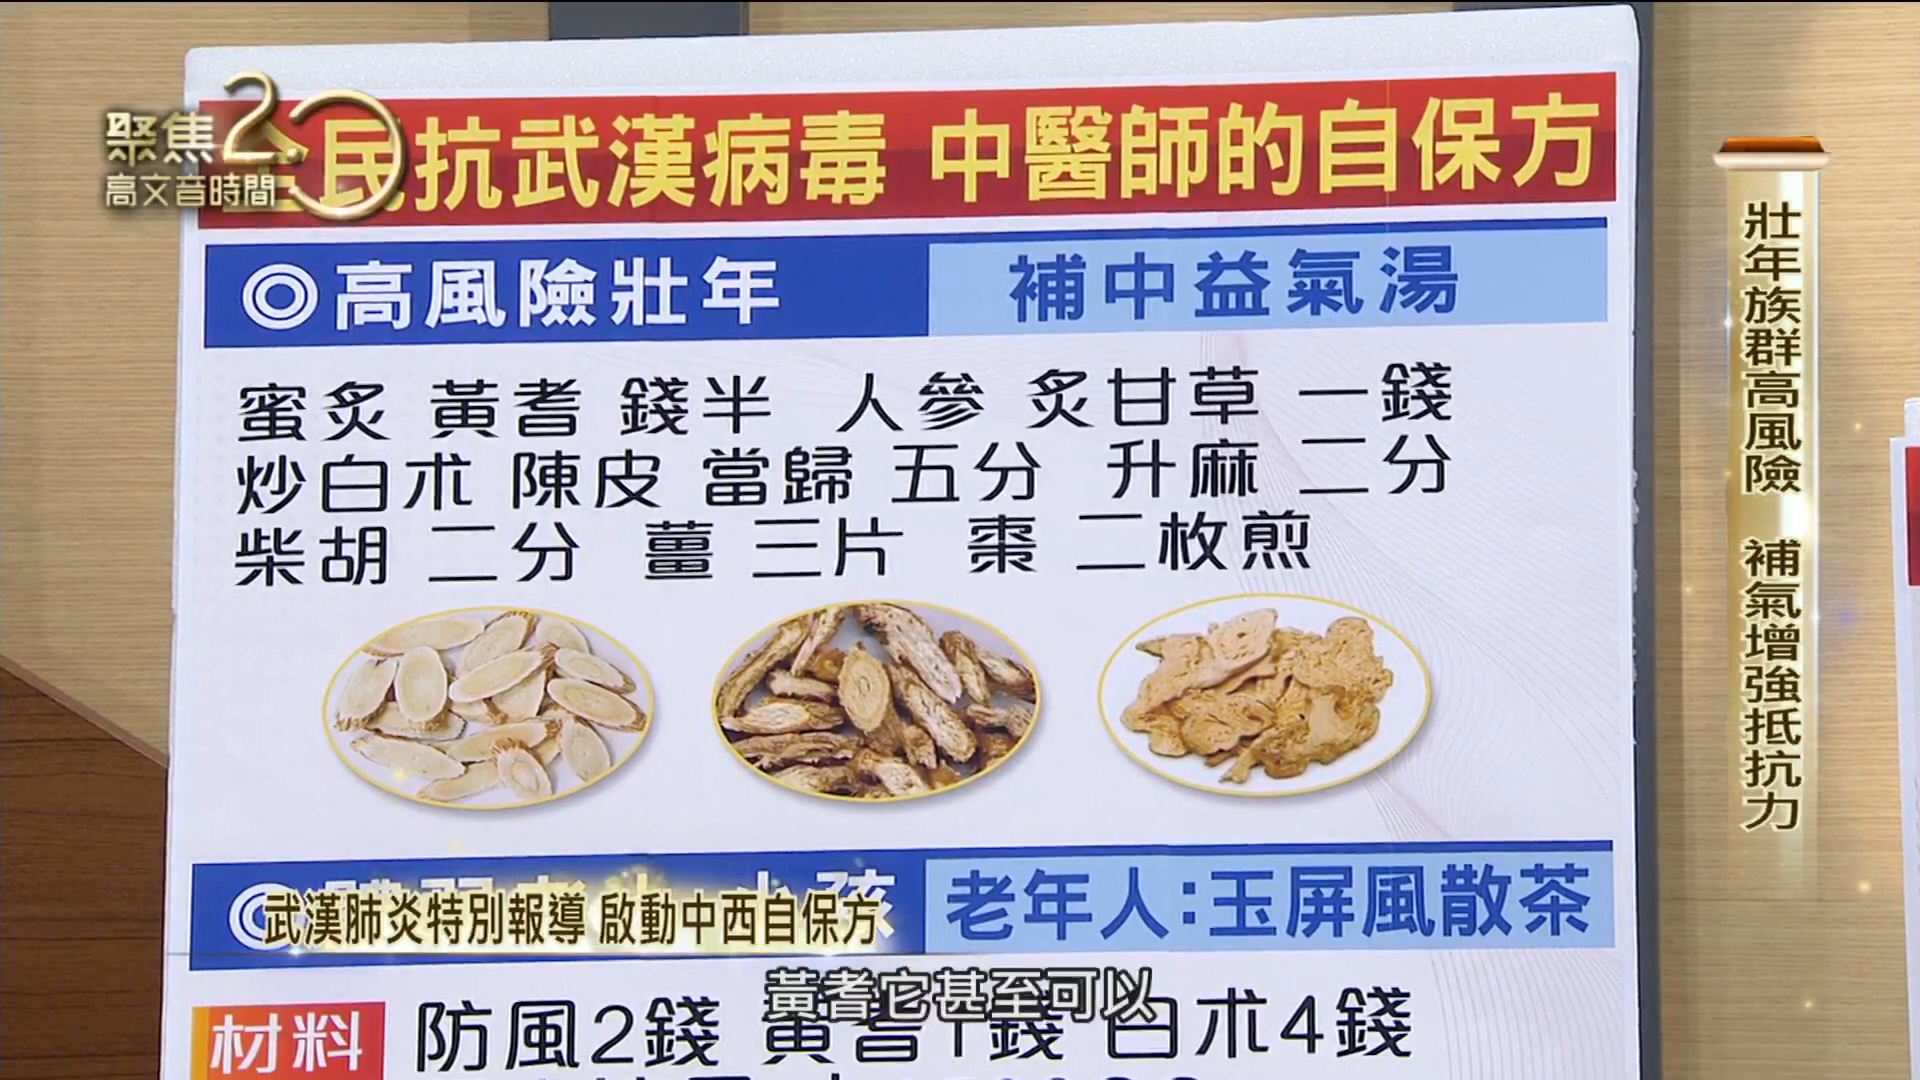 聚焦2.0
高文音時間
全民抗武漢病毒 中醫師的自保方
◎高風險壯年 補中益氣湯
蜜炙 黃耆 錢半 人參 炙甘草 一錢
炒白朮 陳皮 當歸 五分 升麻 二分
柴胡 二分 薑 三片 棗 二枚煎
老年人:玉屏風散茶
武漢肺炎特別報導 啟動中西自保方
黃耆它甚至可以
材料 防風2錢 黃耆1錢 白朮4錢
壯年族群高風險 補氣增強抵抗力